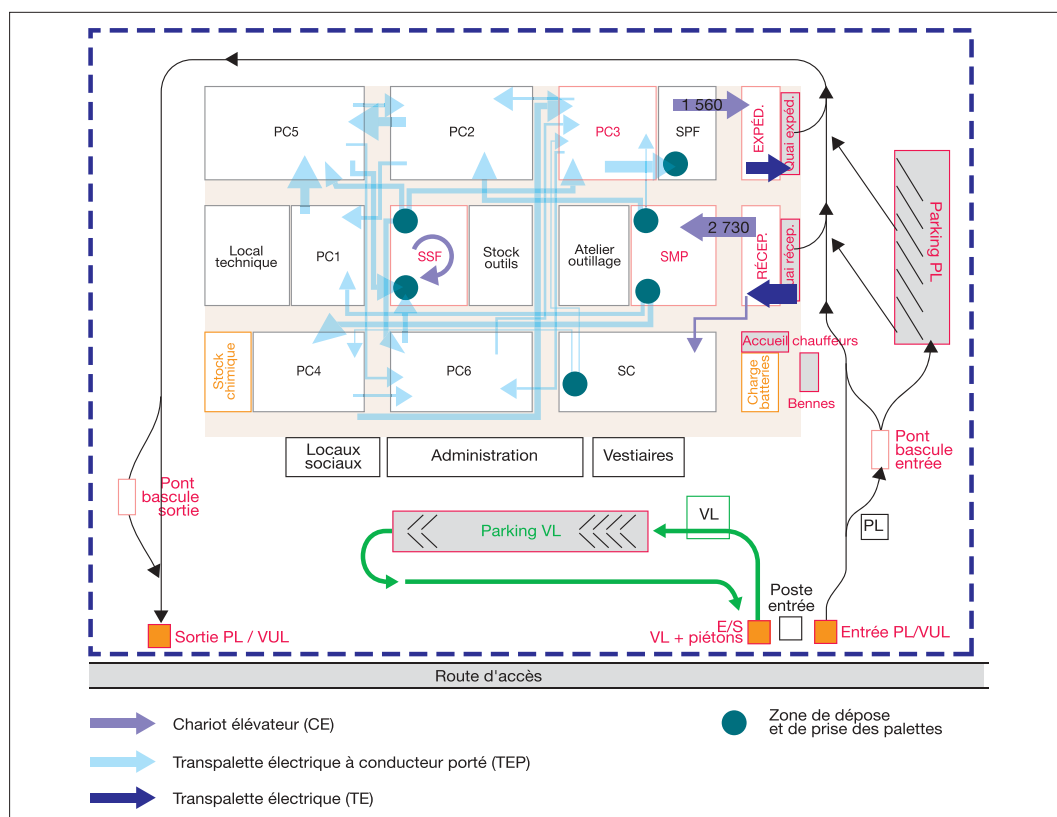 1 560
PC5
PC2
PC3
SPF
EXPÉD.
Quai expéd.
Parking PL
Local
technique
PC1
SSF
Stock
outils
Atelier
outillage
SMP
2 730
RÉCEP.
uai récep.
Stock
chimique
PC4
PC6
SC
Accueil chauffeurs
Charge
batteries
Bennes
Locaux
sociaux
Administration
Vestiaires
Pont
bascule
entrée
Pont
bascule
sortie
Parking VL
VL
PL
Poste
entrée
Sortie PL / VUL
E/S
VL + piétons
Entrée PL/VUL
Route d'accès
Chariot élévateur (CE)
Zone de dépose
et de prise des palettes
Transpalette électrique à conducteur porté (TEP)
Transpalette électrique (TE)